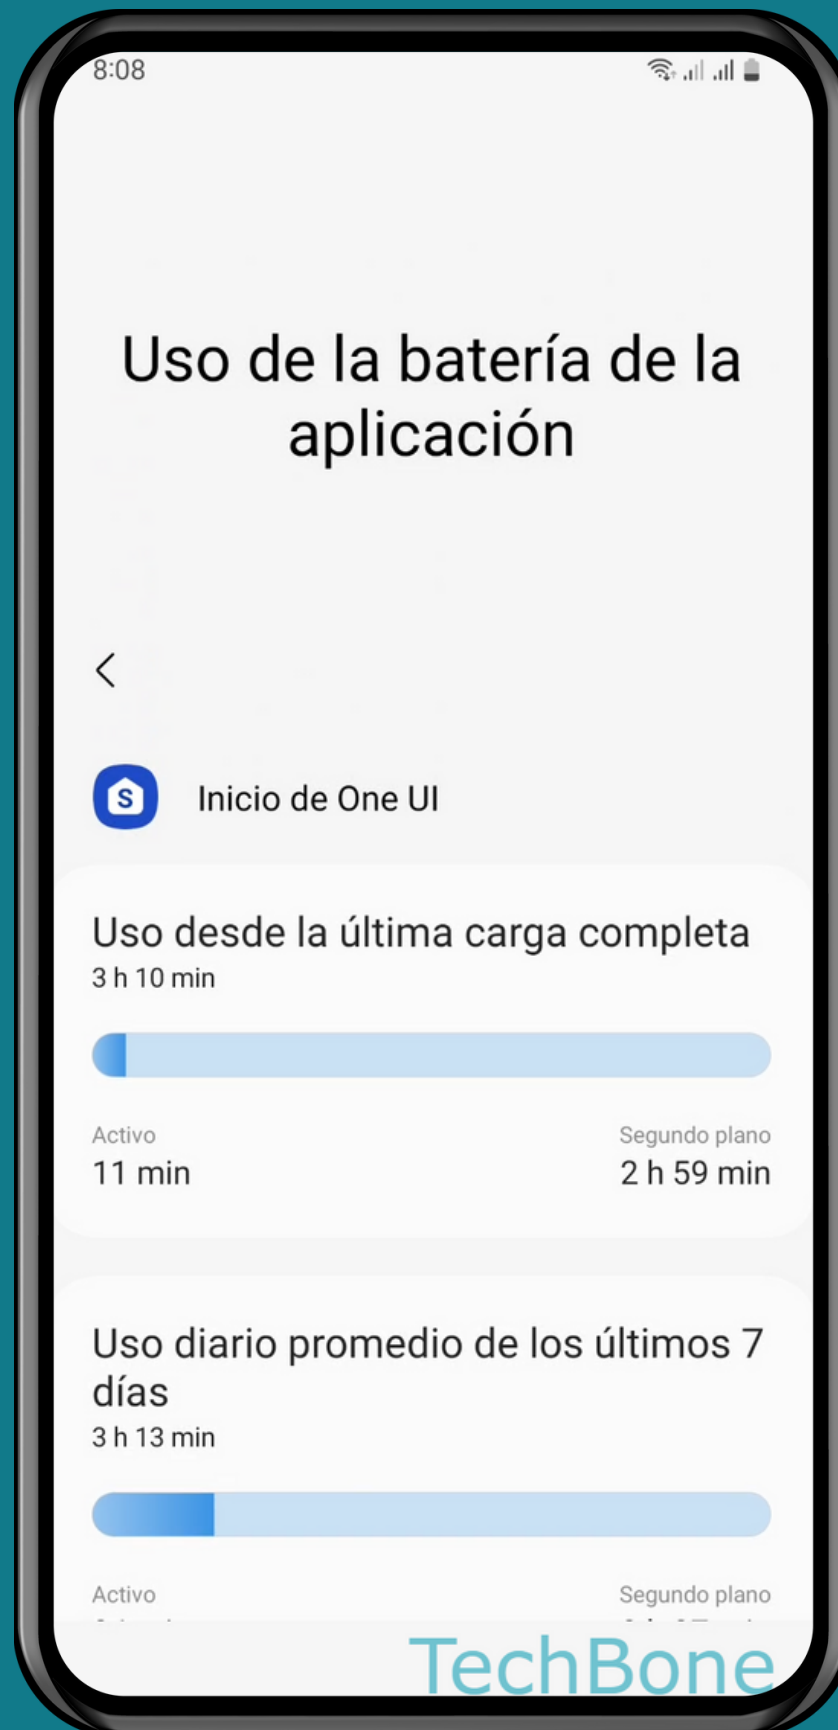 8:08
Uso de la batería de la
aplicación
S
Inicio de One UI
Uso desde la última carga completa
3 h 10 min
Activo
Segundo plano
11 min
2 h 59 min
Uso diario promedio de los últimos 7
días
3 h 13 min
Activo
Segundo plano
TechBone